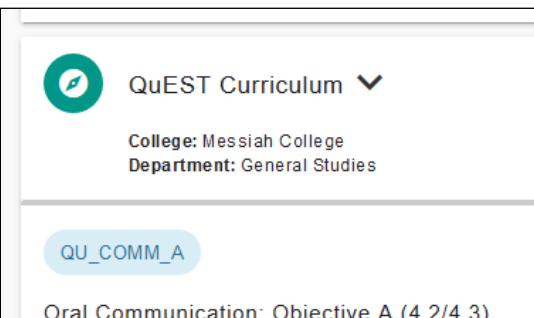 QuEST Curriculum
College: Messiah College
Department: General Studies
QU_COMM_A
Oral Communication: Objective A (4.2/4.3)